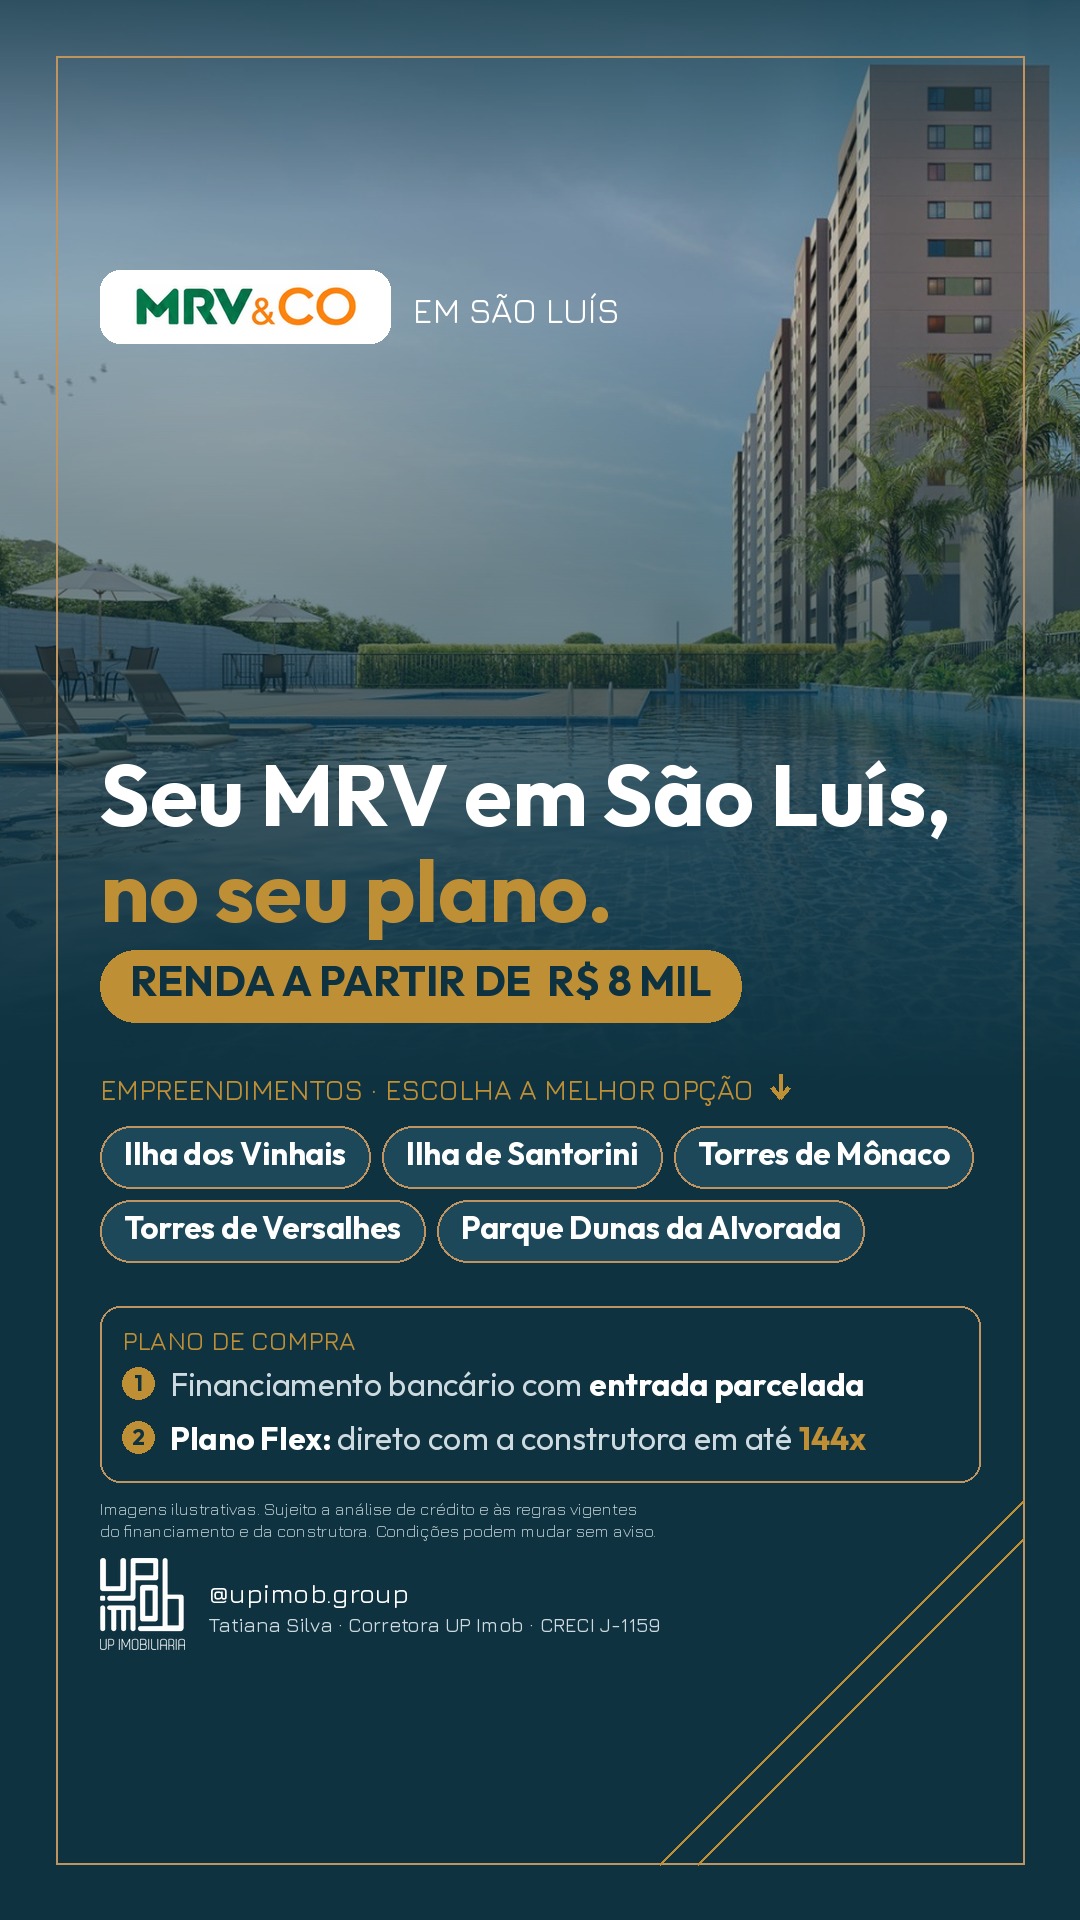 MRV&CO EM SÃO LUÍS
Seu MRV em São Luís,
no seu plano.
RENDA A PARTIR DE R$ 8 MIL
EMPREENDIMENTOS · ESCOLHA A MELHOR OPÇÃO ↓
Ilha dos Vinhais Ilha de Santorini Torres de Mônaco
Torres de Versalhes Parque Dunas da Alvorada
PLANO DE COMPRA
1 Financiamento bancário com entrada parcelada
2 Plano Flex: direto com a construtora em até 144x
Imagens ilustrativas. Sujeito a análise de crédito e às regras vigentes
do financiamento e da construtora. Condições podem mudar sem aviso.
UPimob
UP IMOBILIARIA
@upimob.group
Tatiana Silva · Corretora UP Imob · CRECI J-1159